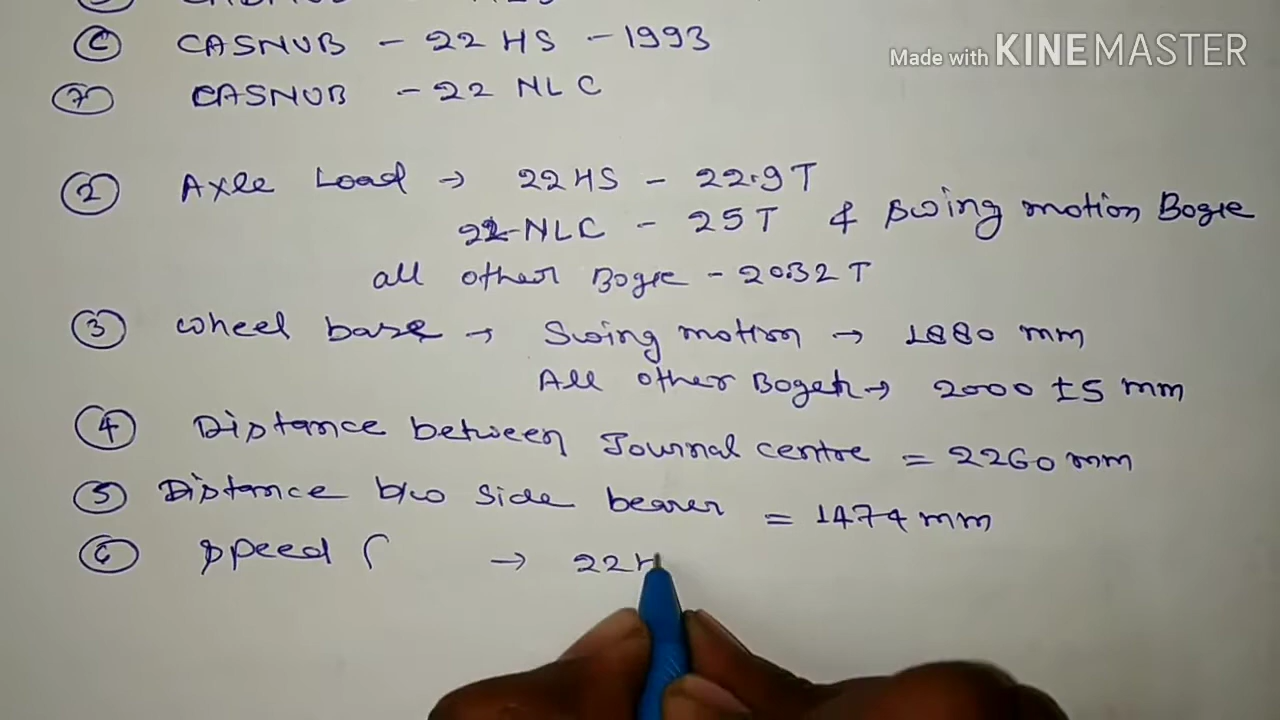 Made with KINEMASTER
6 CASNUB - 22 HS - 1993
7 CASNUB - 22 NLC
2 Axle Load → 22HS - 22.9T
22-NLC - 25T & Swing motion Bogie
all other Bogie - 20.32 T
3 wheel base → Swing motion → 1880 mm
All other Bogeh → 2000 ±5 mm
4 Distance between Journal centre = 2260 mm
5 Distance b/w side bearer = 1474 mm
6 speed ( → 22H